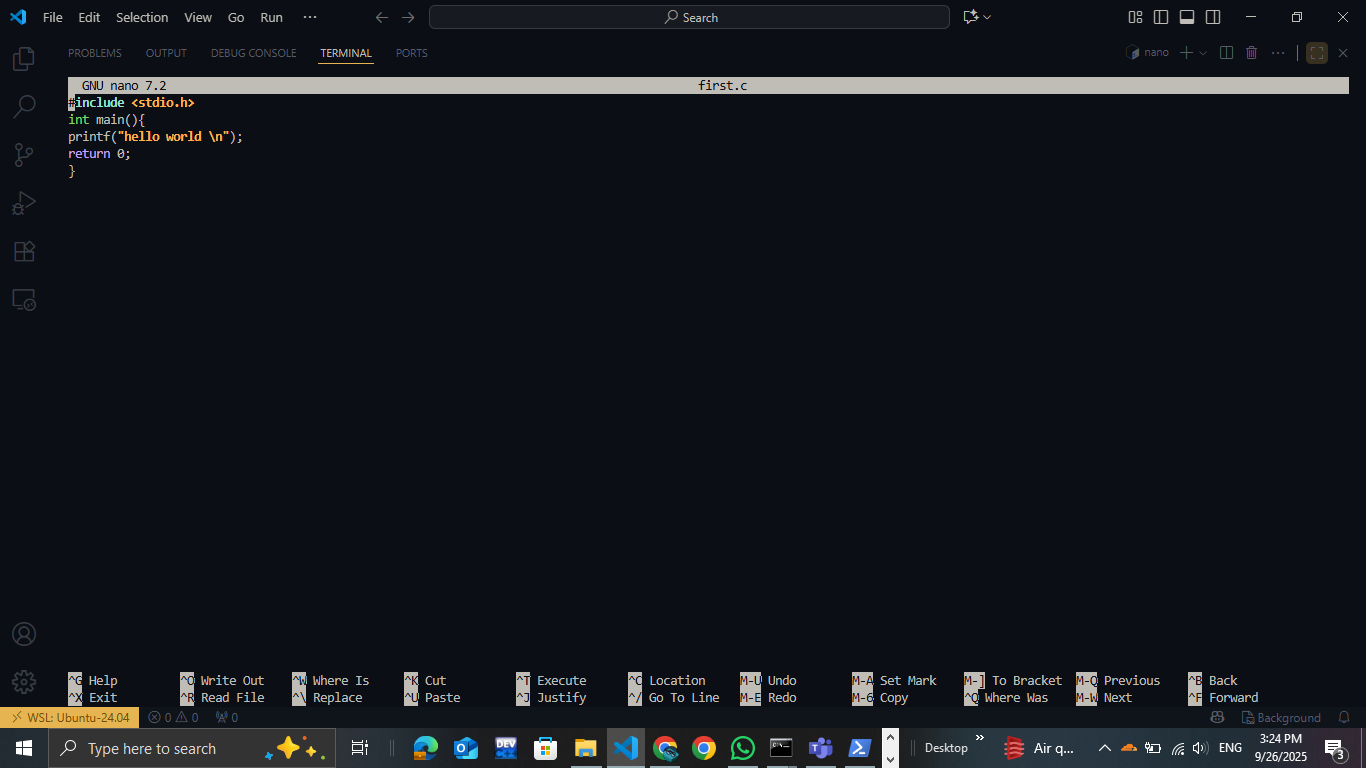 File Edit Selection View Go Run ··· Search
PROBLEMS OUTPUT DEBUG CONSOLE TERMINAL PORTS nano
GNU nano 7.2 first.c
#include <stdio.h>
int main(){
printf("hello world \n");
return 0;
}
^G Help ^O Write Out ^W Where Is ^K Cut ^T Execute ^C Location M-U Undo M-A Set Mark M-] To Bracket M-Q Previous ^B Back
^X Exit ^R Read File ^\ Replace ^U Paste ^J Justify ^/ Go To Line M-E Redo M-6 Copy ^Q Where Was M-W Next ^F Forward
WSL: Ubuntu-24.04 0 0 0 Background
Type here to search DEV Desktop » Air q... ENG 3:24 PM
9/26/2025 3